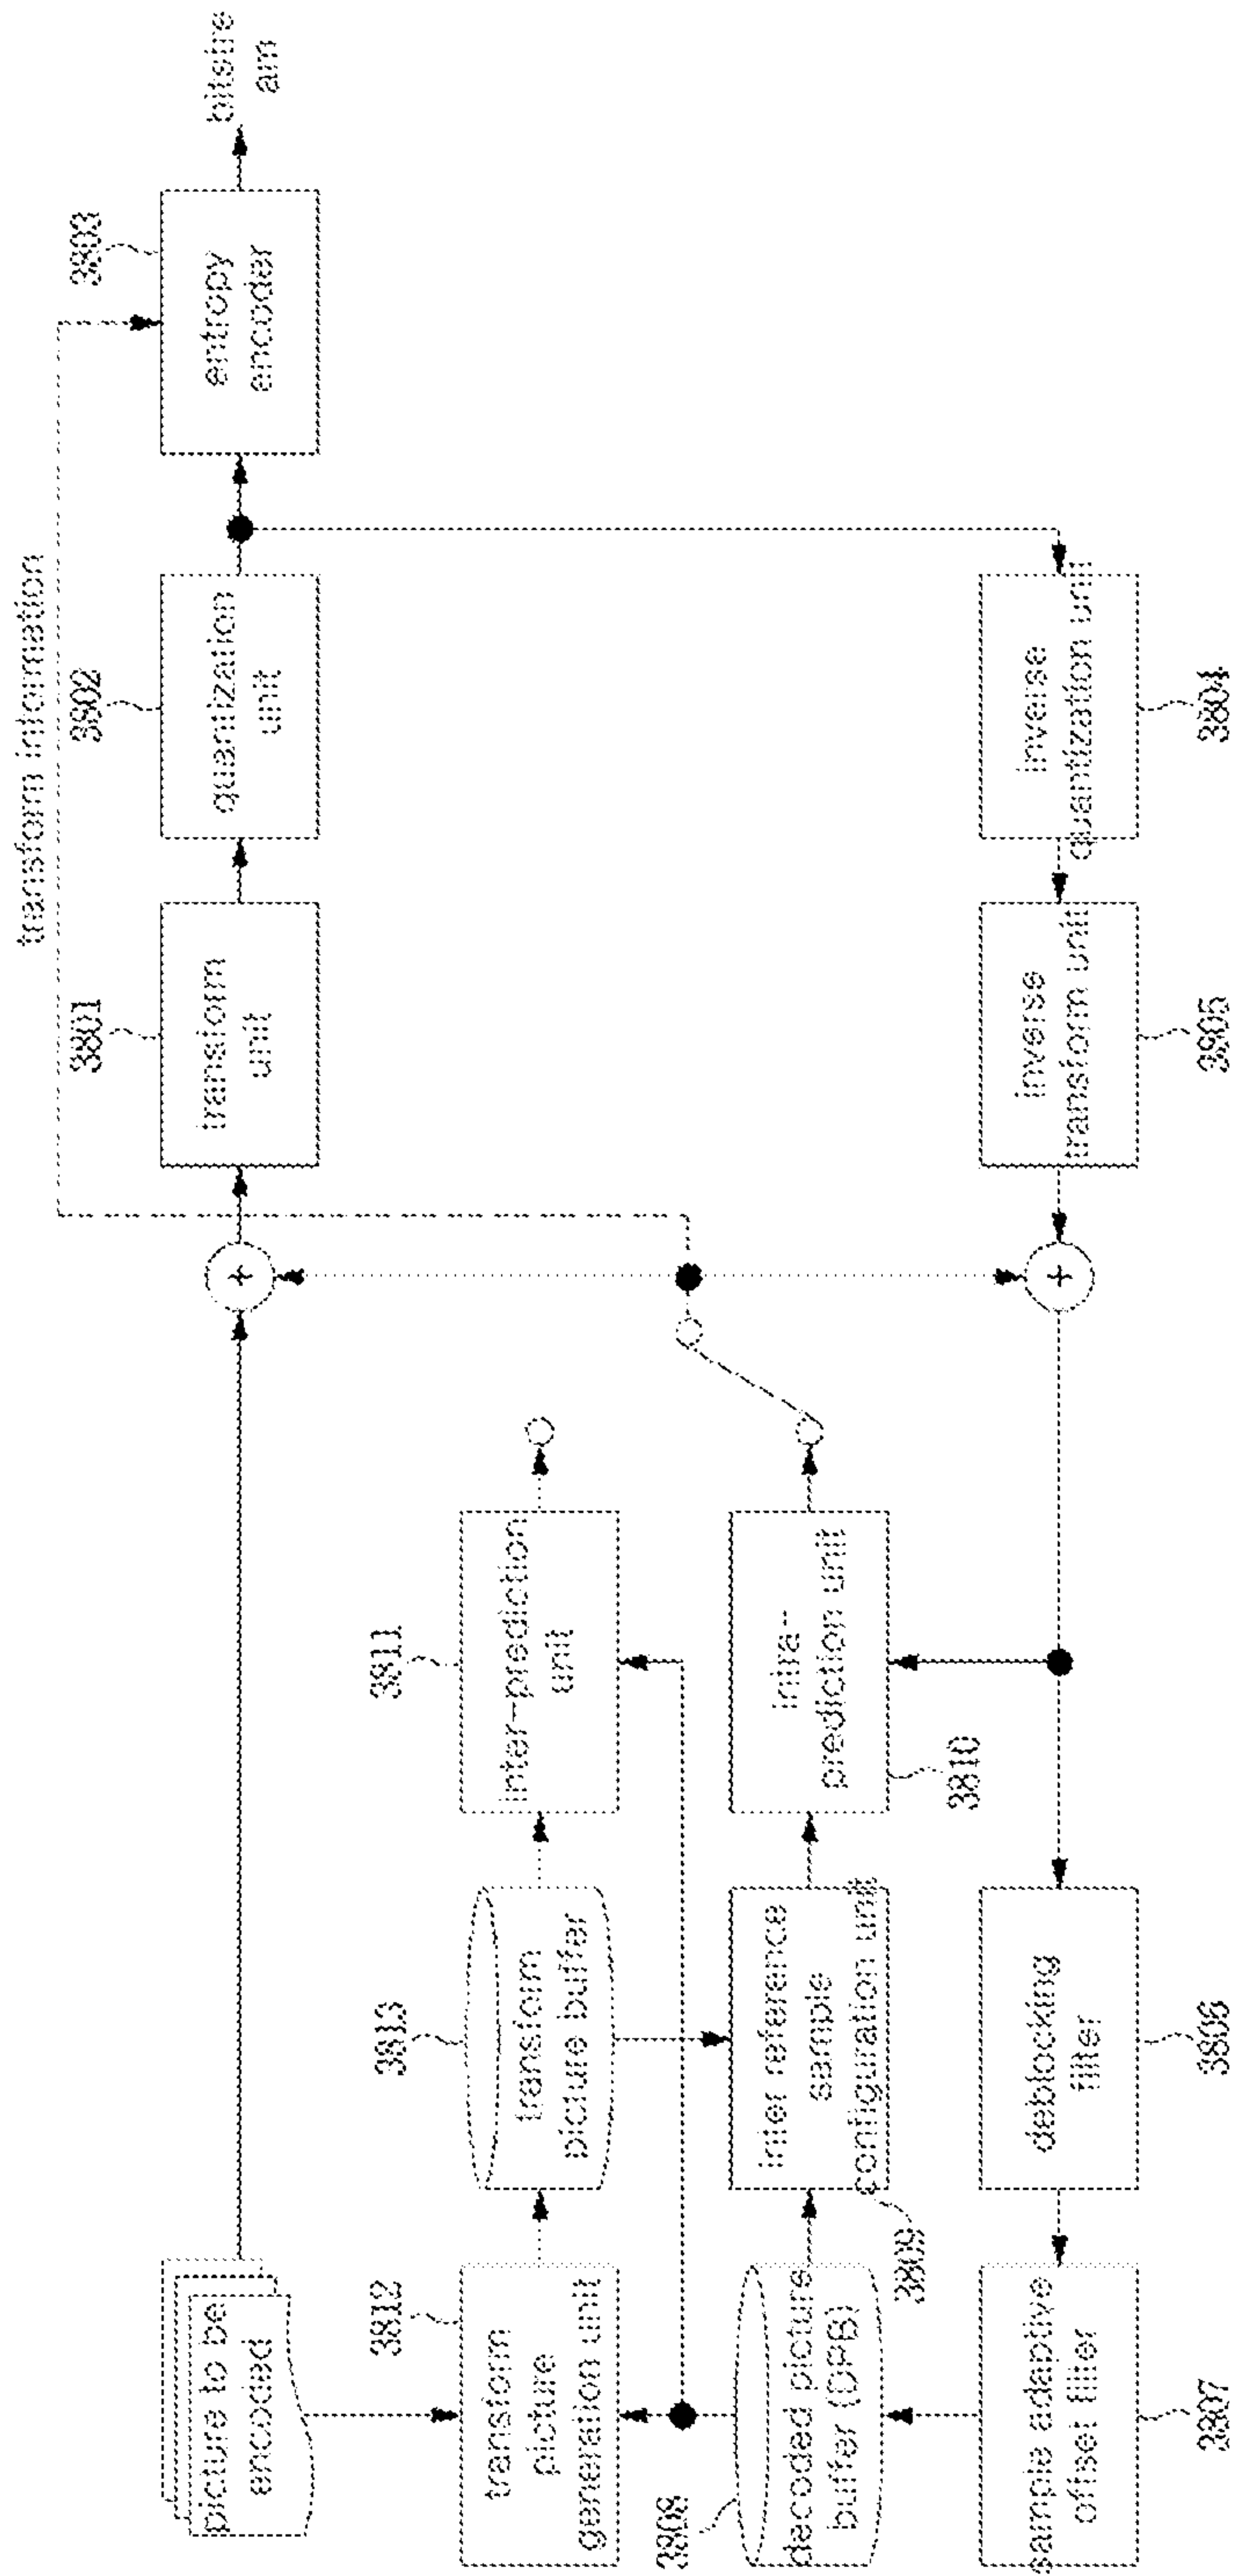 transform information
3801
3802
3803
transform
unit
quantization
unit
entropy
encoder
bitstre
am
picture to be
encoded
+
3812
3813
3811
transform
picture
generation unit
transform
picture buffer
inter-prediction
unit
3808
decoded picture
buffer (DPB)
inter reference
sample
configuration unit
intra-
prediction unit
3809
3810
+
sample adaptive
offset filter
deblocking
filter
inverse
transform unit
inverse
quantization unit
3807
3806
3805
3804